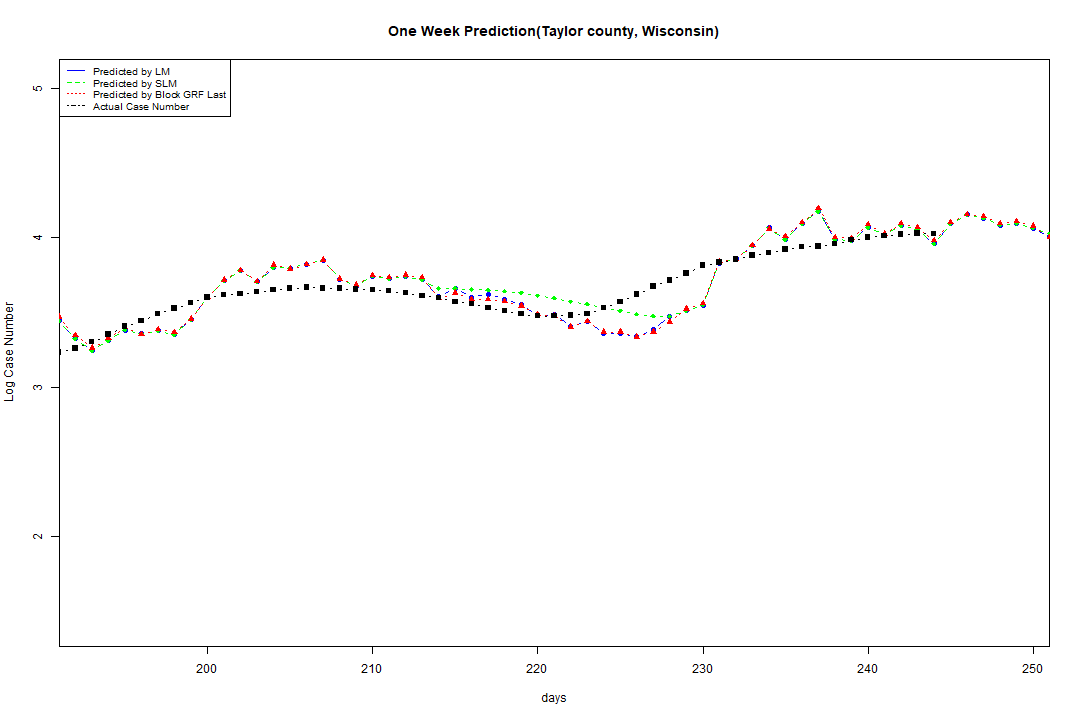 One Week Prediction(Taylor county, Wisconsin)
Predicted by LM
Predicted by SLM
Predicted by Block GRF Last
Actual Case Number
5
4
3
2
Log Case Number
200 210 220 230 240 250
days